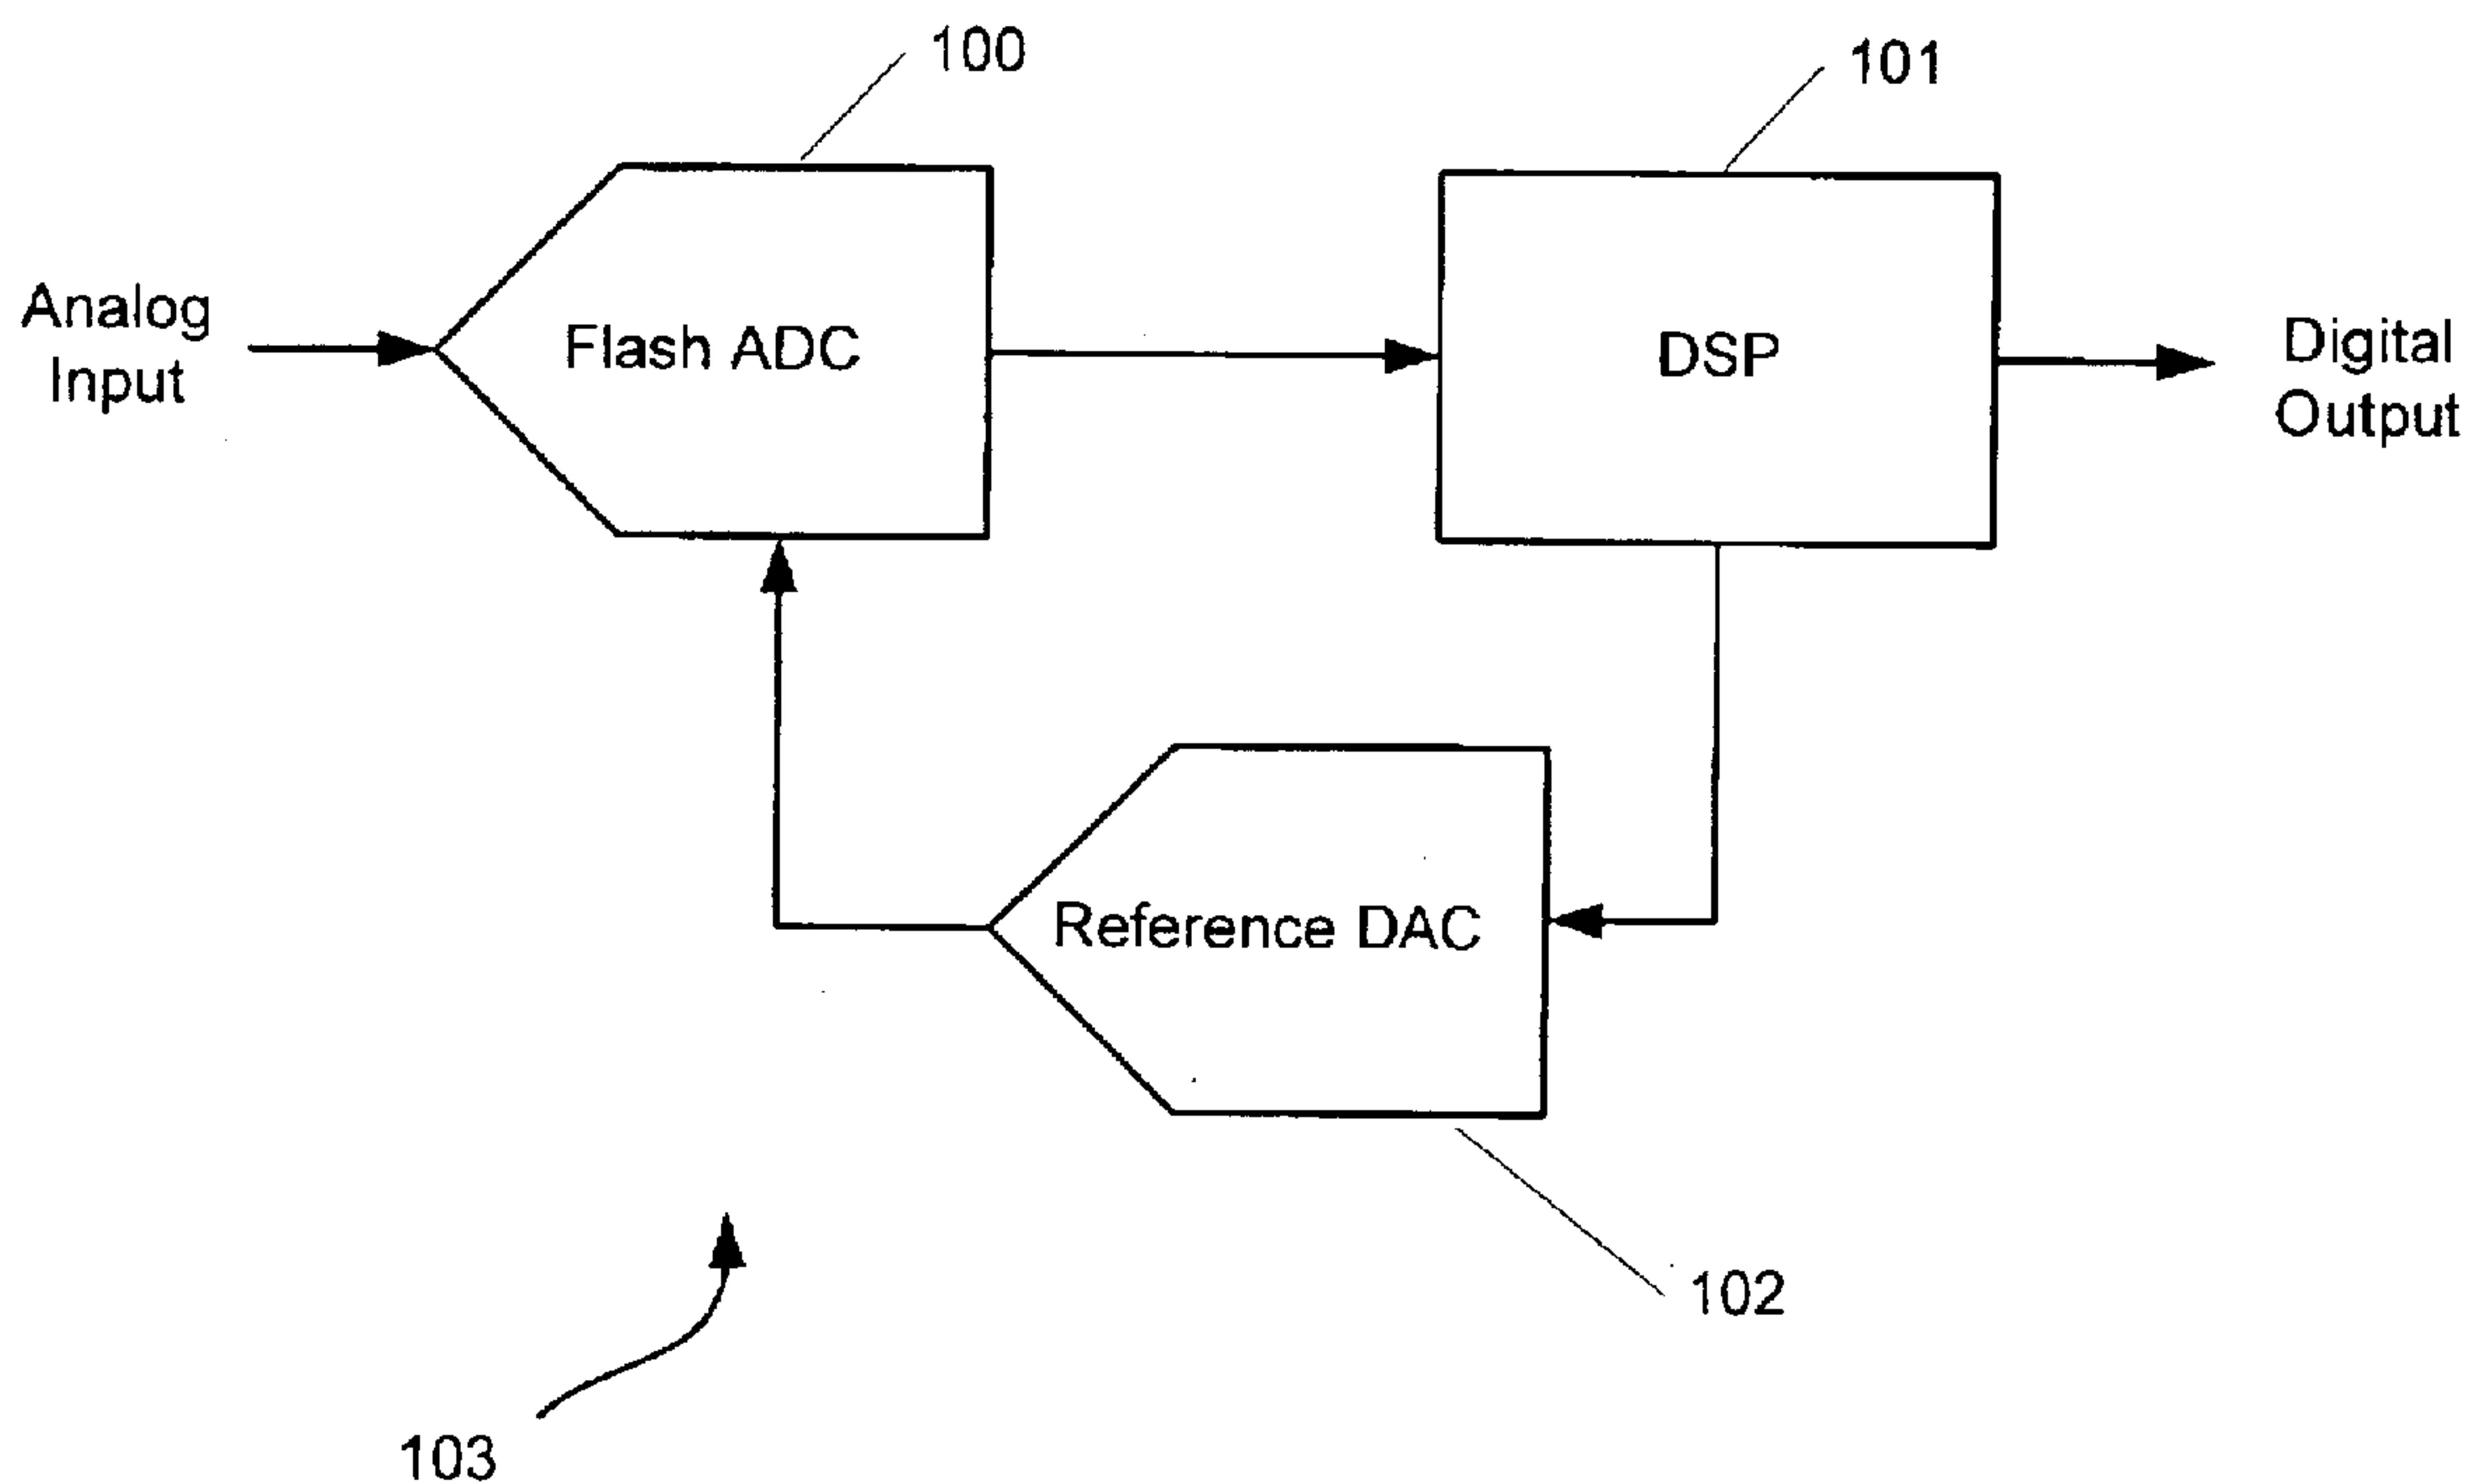 100
101
Analog
Input
Flash ADC
DSP
Digital
Output
Reference DAC
102
103